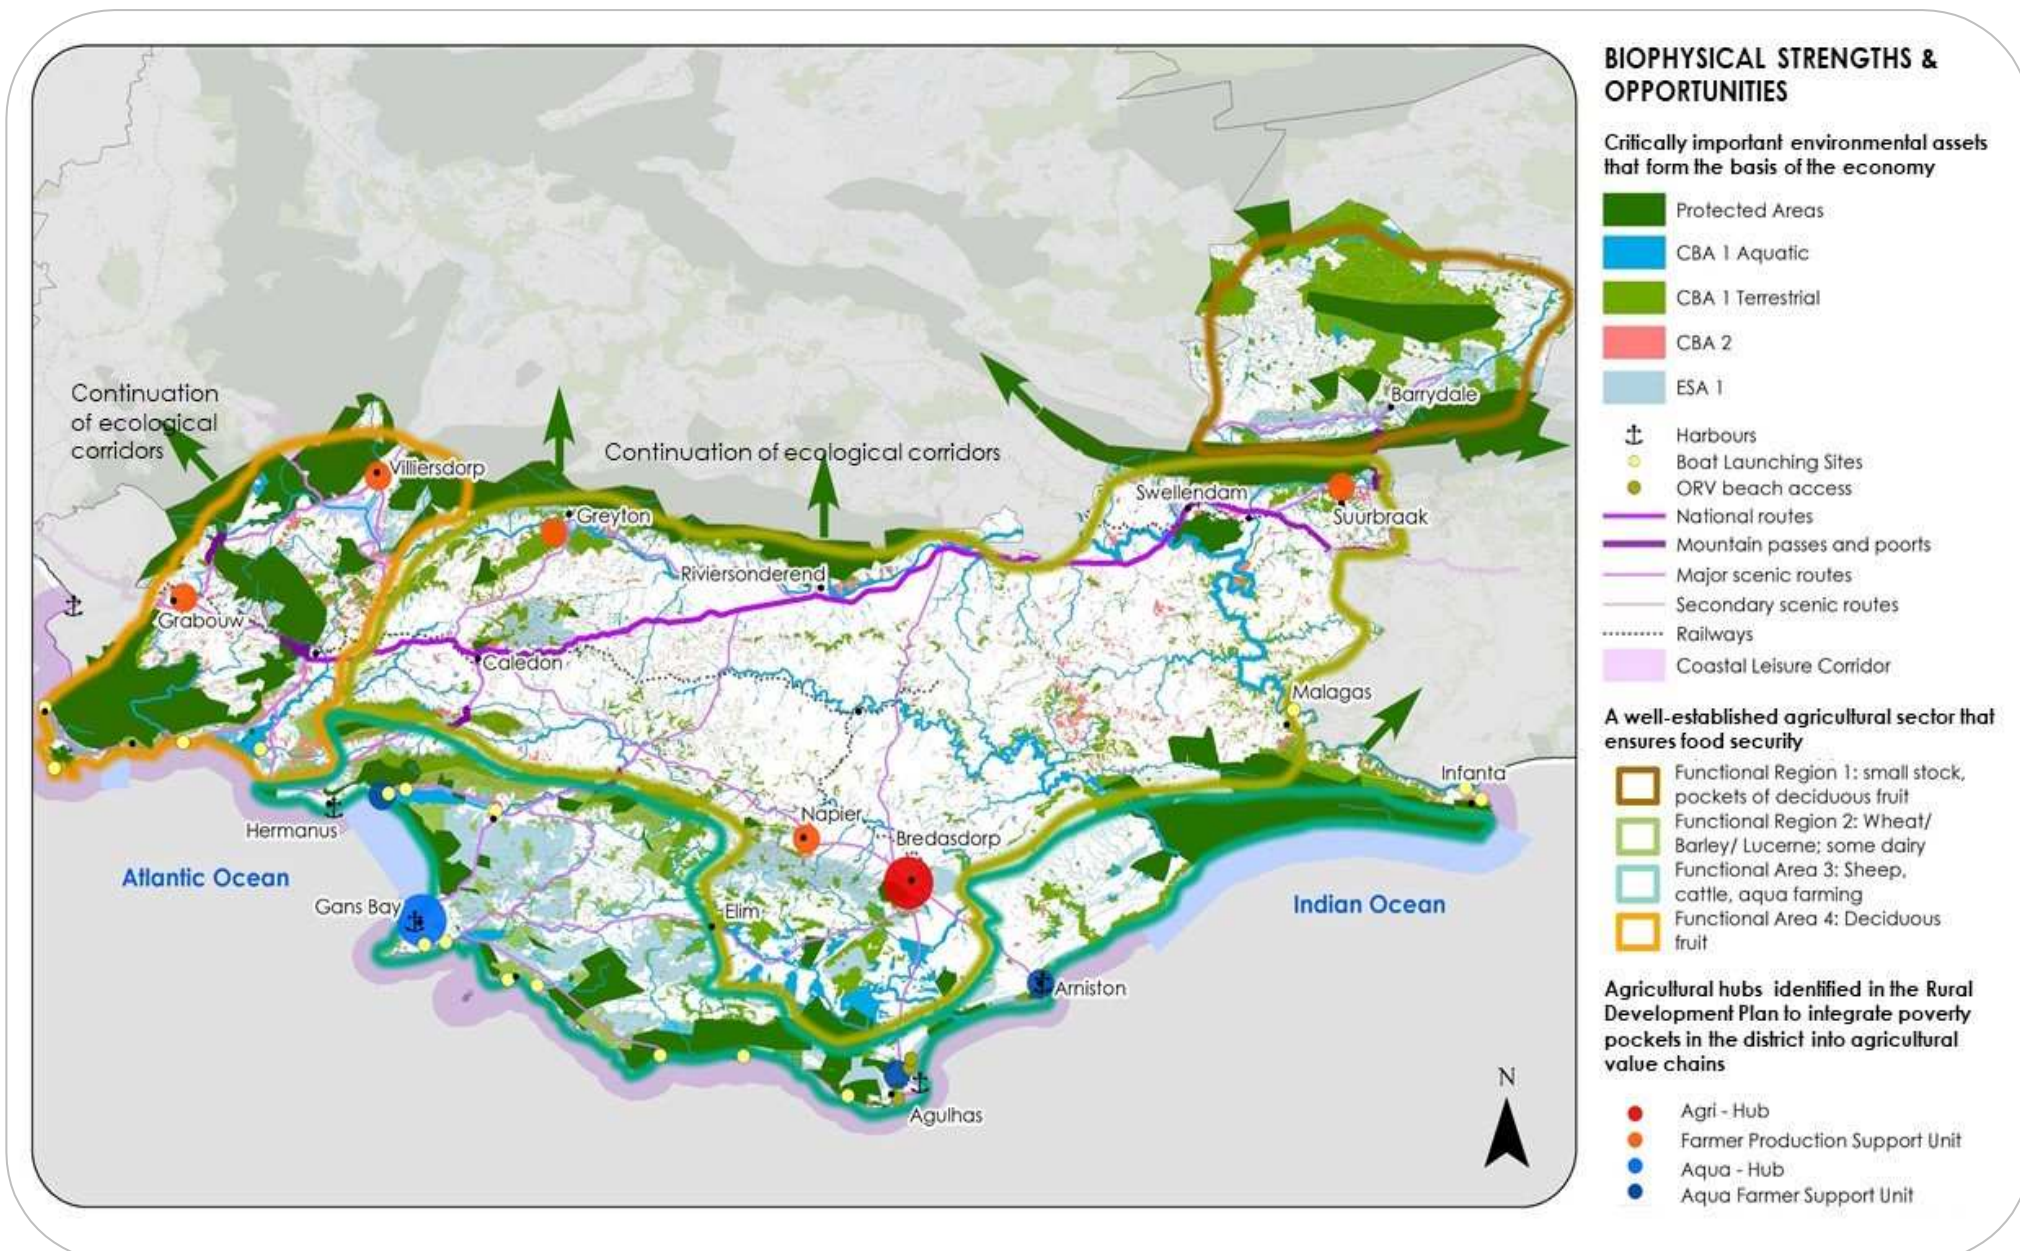 BIOPHYSICAL STRENGTHS &
OPPORTUNITIES
Critically important environmental assets
that form the basis of the economy
Protected Areas
CBA 1 Aquatic
CBA 1 Terrestrial
CBA 2
ESA 1
Harbours
Boat Launching Sites
ORV beach access
National routes
Mountain passes and poorts
Major scenic routes
Secondary scenic routes
Railways
Coastal Leisure Corridor
A well-established agricultural sector that
ensures food security
Functional Region 1: small stock,
pockets of deciduous fruit
Functional Region 2: Wheat/
Barley/ Lucerne; some dairy
Functional Area 3: Sheep,
cattle, aqua farming
Functional Area 4: Deciduous
fruit
Agricultural hubs identified in the Rural
Development Plan to integrate poverty
pockets in the district into agricultural
value chains
Agri - Hub
Farmer Production Support Unit
Aqua - Hub
Aqua Farmer Support Unit
Continuation
of ecological
corridors
Continuation of ecological corridors
Barrydale
Villiersdorp
Swellendam
Greyton
Suurbraak
Riviersonderend
Grabouw
Caledon
Malagas
Infanta
Napier
Hermanus
Bredasdorp
Atlantic Ocean
Gans Bay
Elim
Indian Ocean
Arniston
Agulhas
N